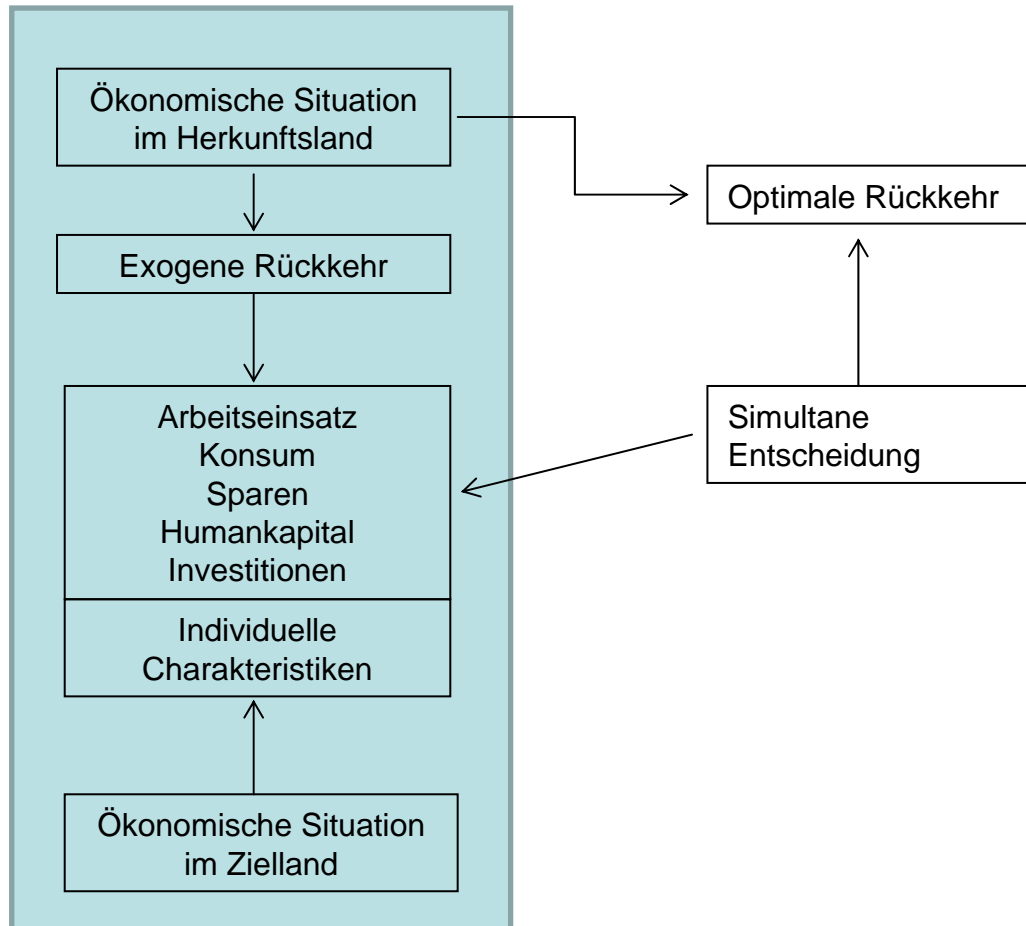 Ökonomische Situation
im Herkunftsland
Optimale Rückkehr
Exogene Rückkehr
Arbeitseinsatz
Konsum
Sparen
Humankapital
Investitionen
Simultane
Entscheidung
Individuelle
Charakteristiken
Ökonomische Situation
im Zielland